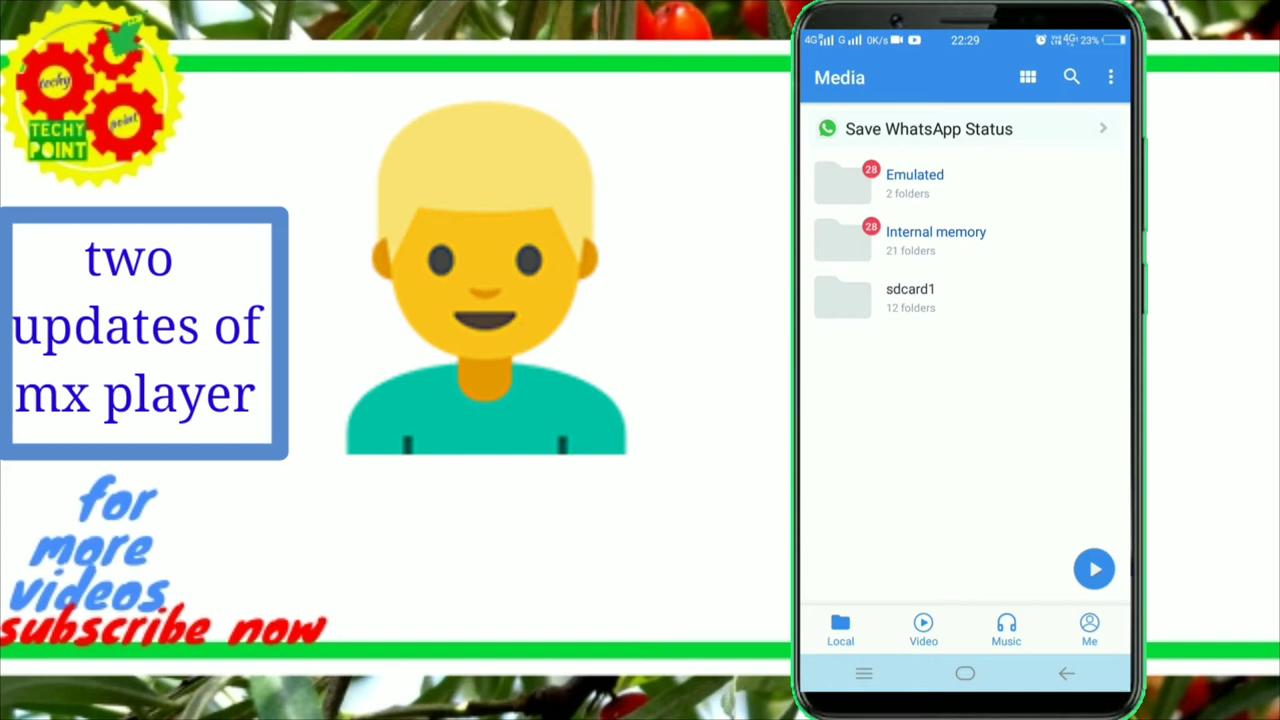 techy
point
TECHY
POINT
two
updates of
mx player
for
more
videos
subscribe now
4G G 0K/s 22:29 4G 23%
Media
Save WhatsApp Status
28
Emulated
2 folders
28
Internal memory
21 folders
sdcard1
12 folders
Local Video Music Me